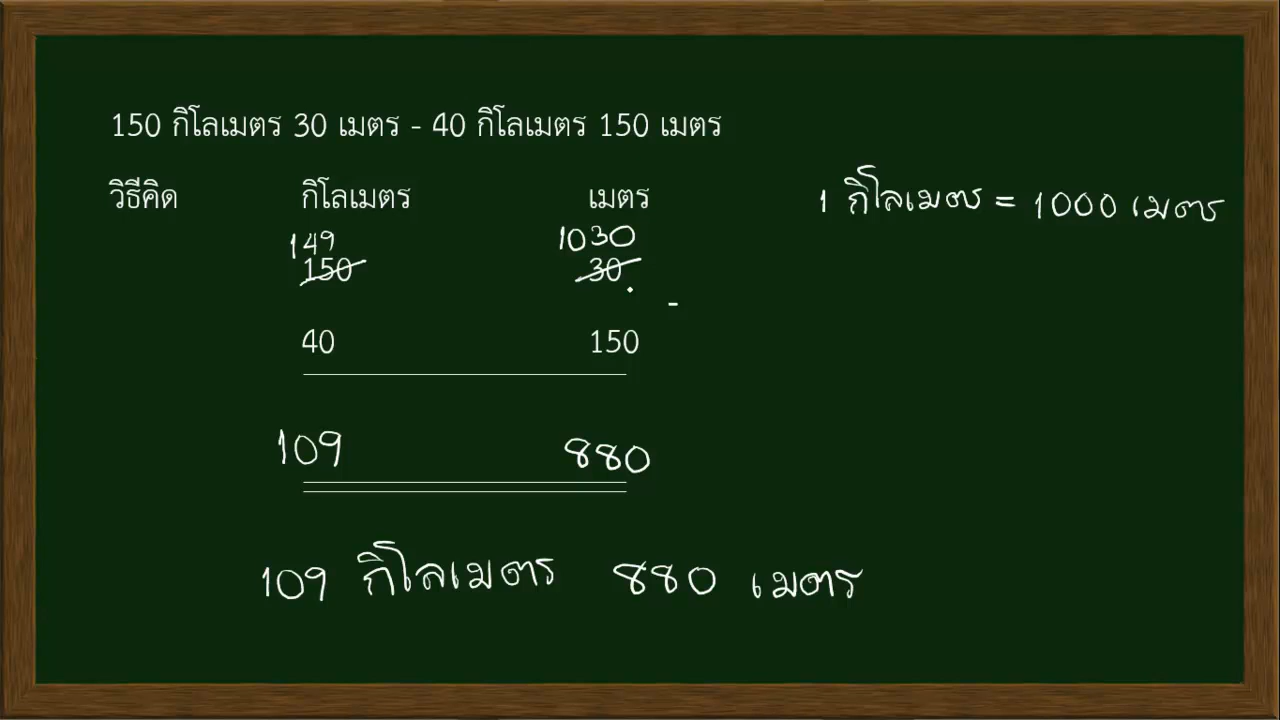 150 กิโลเมตร 30 เมตร - 40 กิโลเมตร 150 เมตร
วิธีคิด กิโลเมตร เมตร 1 กิโลเมตร = 1000 เมตร
149 1030
150 30
-
40 150
109 880
109 กิโลเมตร 880 เมตร